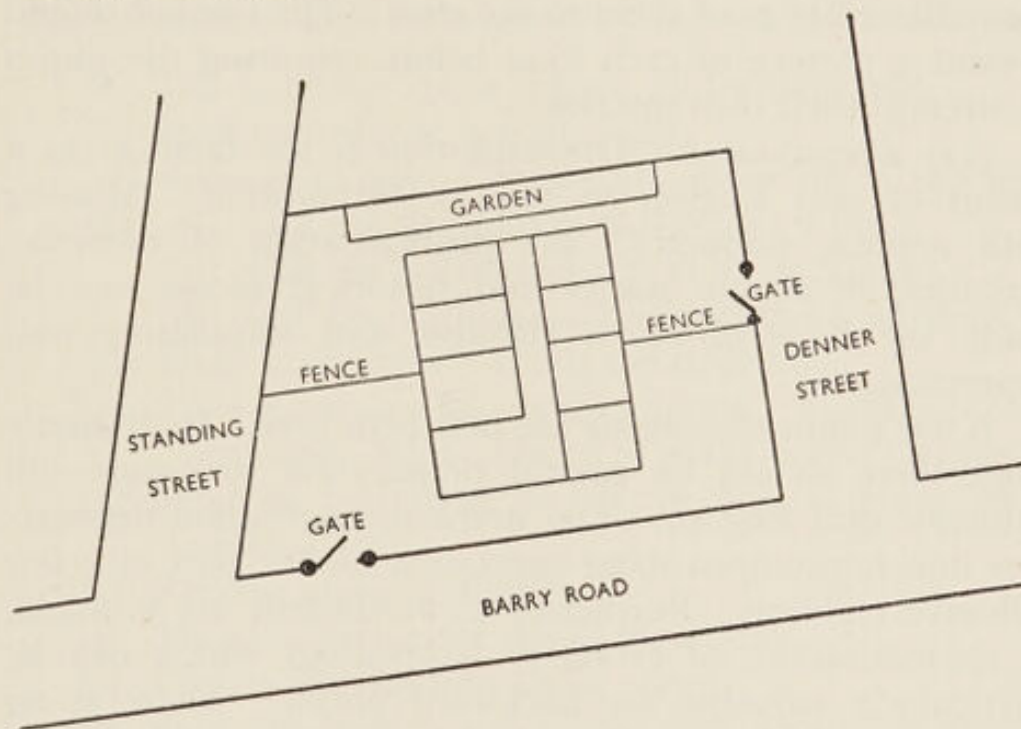 GARDEN
GATE
FENCE
DENNER
STREET
FENCE
STANDING
STREET
GATE
BARRY ROAD